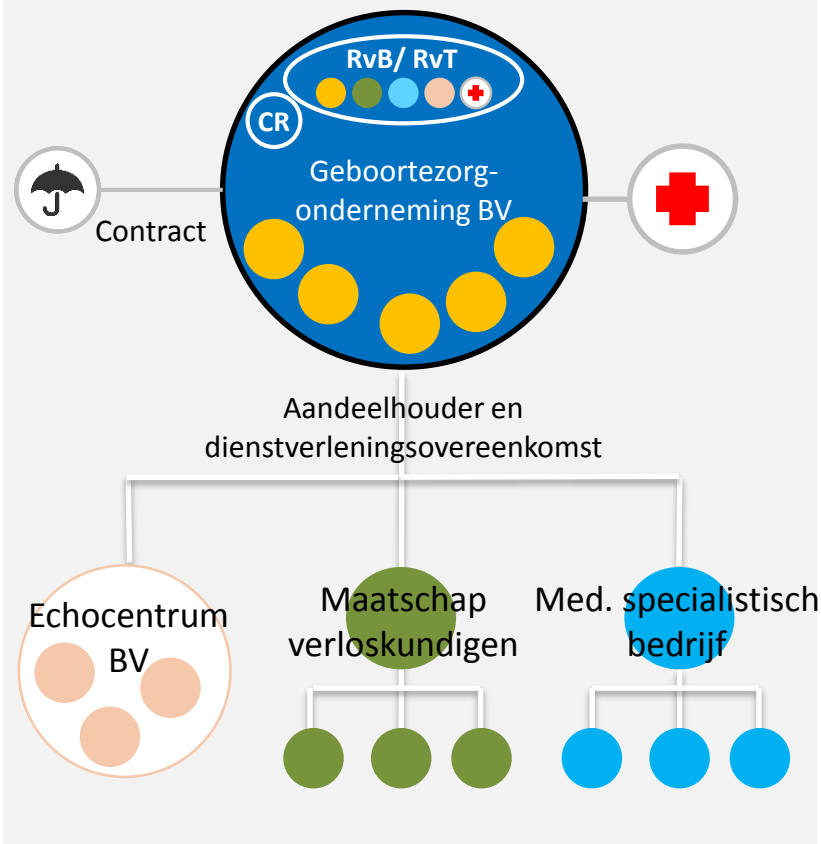 RvB/ RvT
CR
Geboortezorg-
onderneming BV
Contract
Aandeelhouder en
dienstverleningsovereenkomst
Echocentrum
BV
Maatschap
verloskundigen
Med. specialistisch
bedrijf